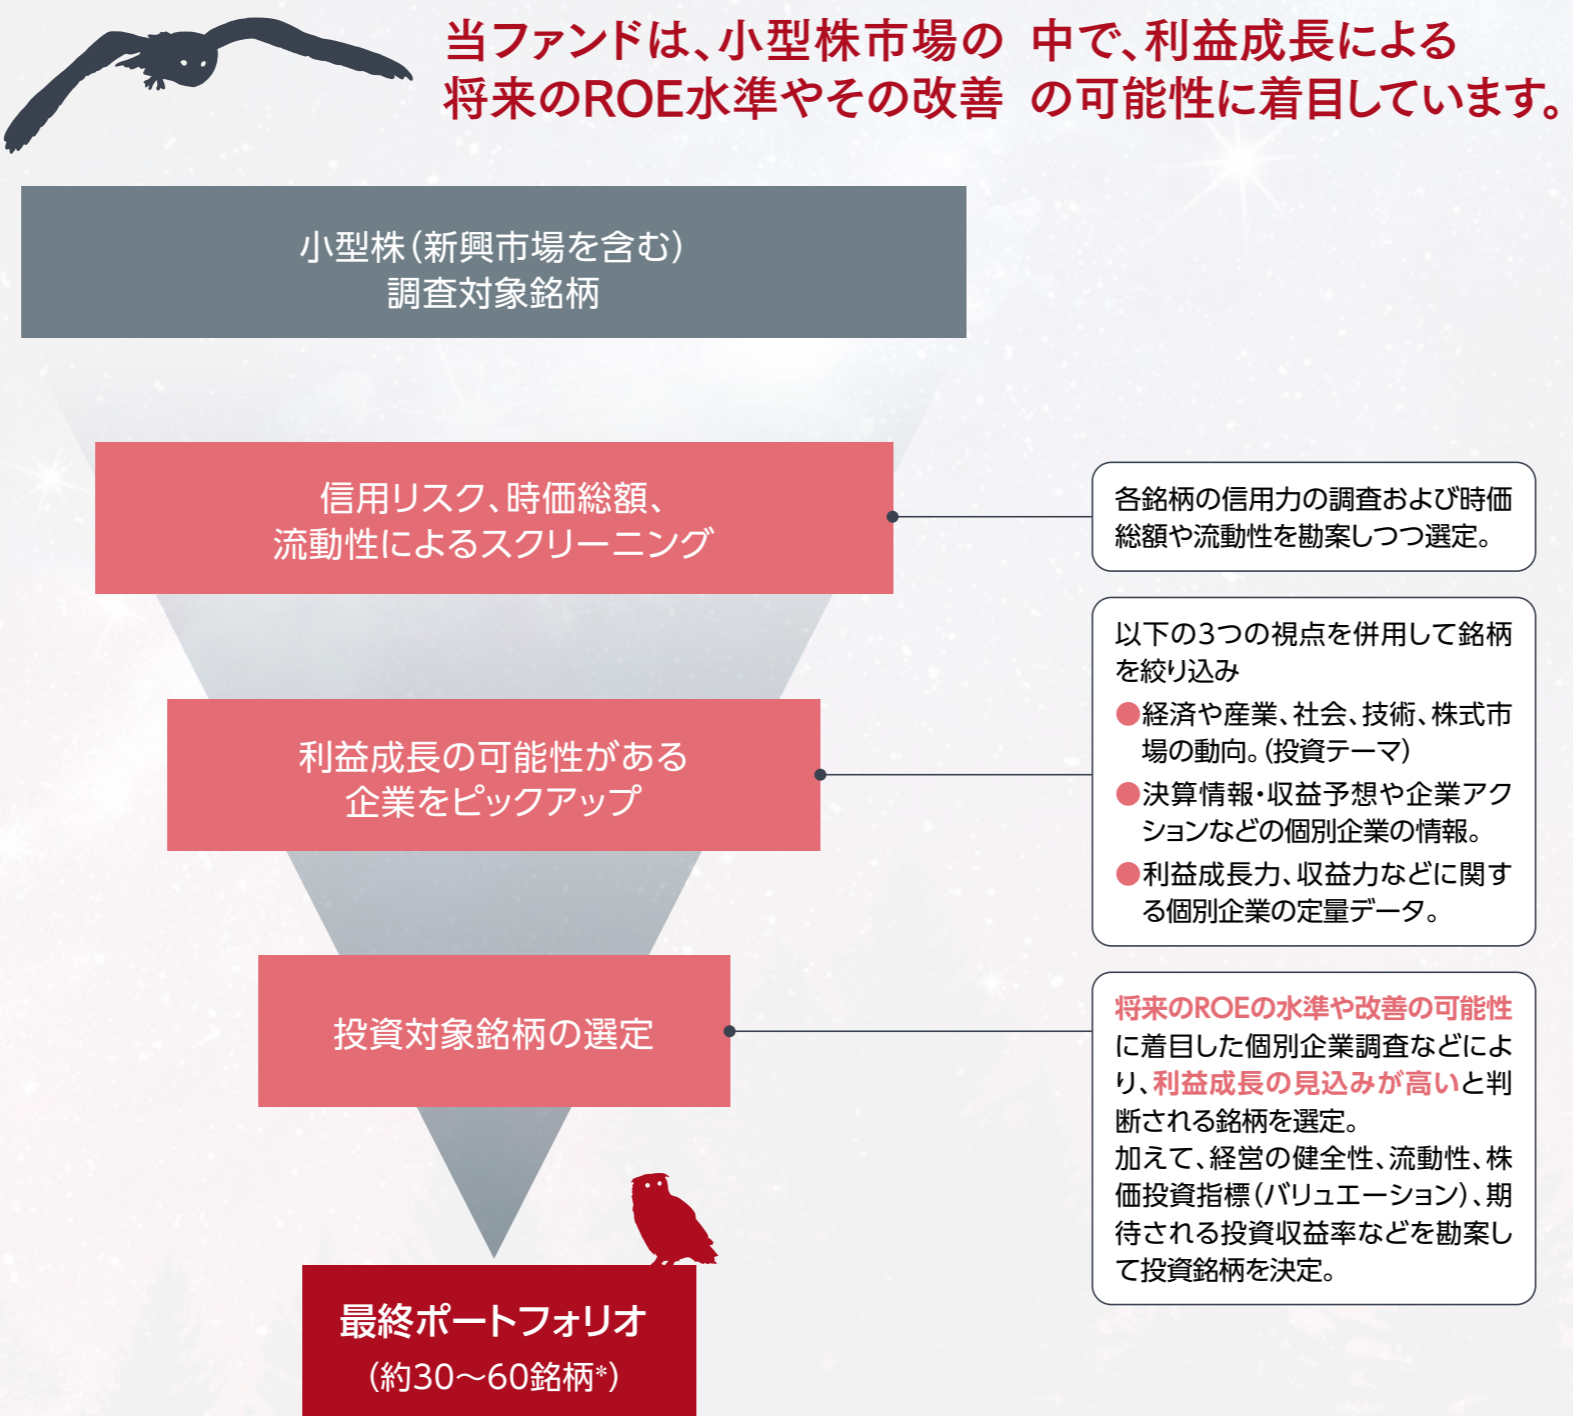 当ファンドは、小型株市場の 中で、利益成長による
将来のROE水準やその改善 の可能性に着目しています。
小型株(新興市場を含む)
調査対象銘柄
信用リスク、時価総額、
流動性によるスクリーニング
各銘柄の信用力の調査および時価
総額や流動性を勘案しつつ選定。
利益成長の可能性がある
企業をピックアップ
以下の3つの視点を併用して銘柄
を絞り込み
●経済や産業、社会、技術、株式市
場の動向。(投資テーマ)
●決算情報・収益予想や企業アク
ションなどの個別企業の情報。
●利益成長力、収益力などに関す
る個別企業の定量データ。
投資対象銘柄の選定
将来のROEの水準や改善の可能性
に着目した個別企業調査などによ
り、利益成長の見込みが高いと判
断される銘柄を選定。
加えて、経営の健全性、流動性、株
価投資指標(バリュエーション)、期
待される投資収益率などを勘案し
て投資銘柄を決定。
最終ポートフォリオ
(約30~60銘柄*)